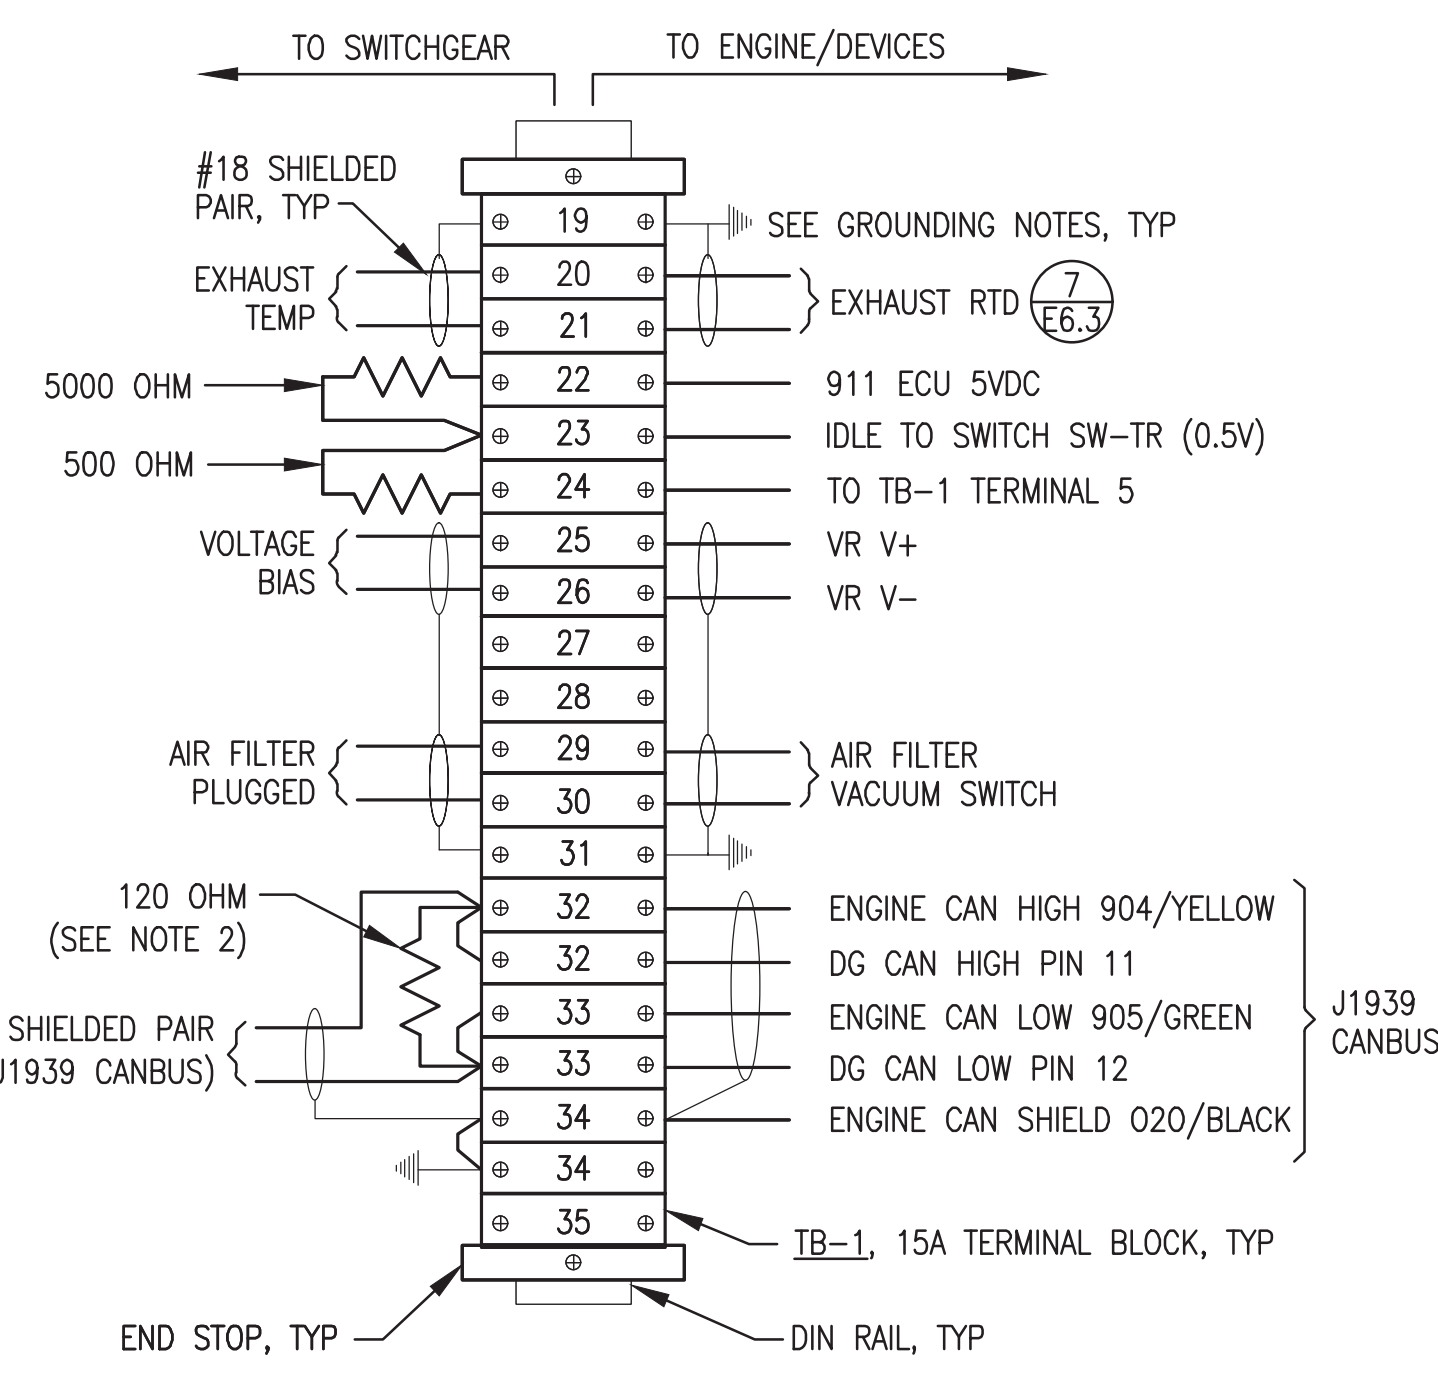 TO SWITCHGEAR
TO ENGINE/DEVICES
#18 SHIELDED
PAIR, TYP
19
SEE GROUNDING NOTES, TYP
EXHAUST
TEMP
20
21
EXHAUST RTD
7
E6.3
5000 OHM
22
911 ECU 5VDC
23
IDLE TO SWITCH SW-TR (0.5V)
500 OHM
24
TO TB-1 TERMINAL 5
VOLTAGE
BIAS
25
VR V+
26
VR V-
27
28
AIR FILTER
PLUGGED
29
30
AIR FILTER
VACUUM SWITCH
31
120 OHM
(SEE NOTE 2)
32
ENGINE CAN HIGH 904/YELLOW
32
DG CAN HIGH PIN 11
SHIELDED PAIR
J1939 CANBUS)
33
ENGINE CAN LOW 905/GREEN
33
DG CAN LOW PIN 12
34
ENGINE CAN SHIELD 020/BLACK
J1939
CANBUS
34
35
TB-1, 15A TERMINAL BLOCK, TYP
END STOP, TYP
DIN RAIL, TYP